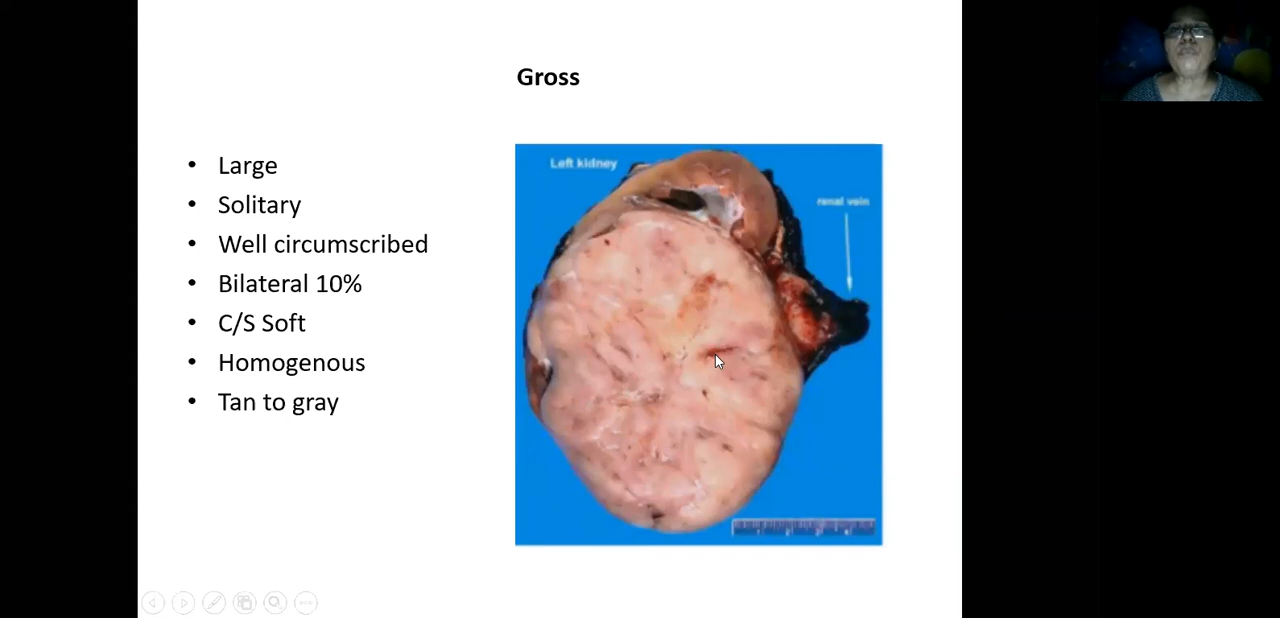 Gross
• Large
• Solitary
• Well circumscribed
• Bilateral 10%
• C/S Soft
• Homogenous
• Tan to gray
Left kidney
renal vein